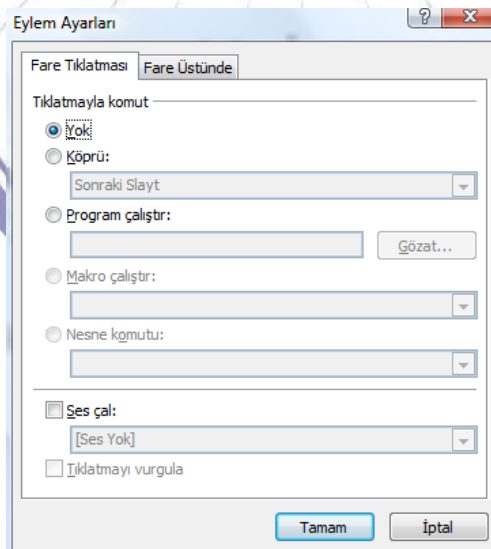 Eylem Ayarları
Fare Tıklatması Fare Üstünde
Tıklatmayla komut
Yok
Köprü:
Sonraki Slayt
Program çalıştır:
Gözat...
Makro çalıştır:
Nesne komutu:
Ses çal:
[Ses Yok]
Tıklatmayı vurgula
Tamam İptal